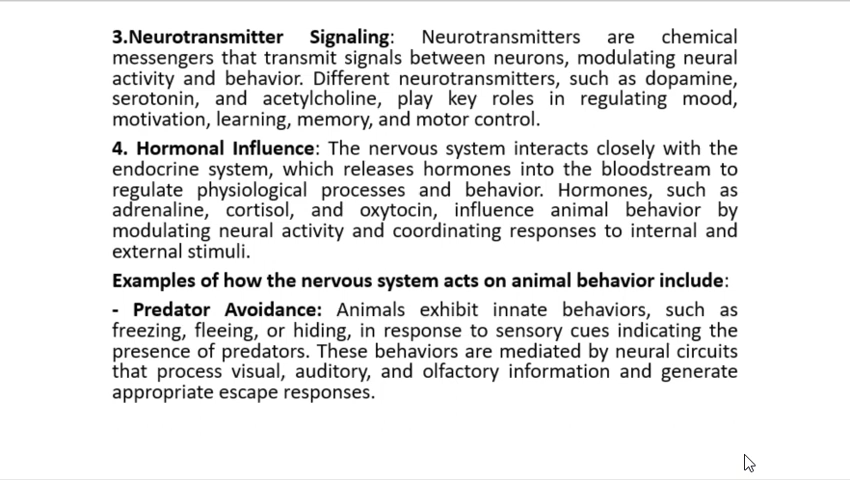 3.Neurotransmitter Signaling: Neurotransmitters are chemical
messengers that transmit signals between neurons, modulating neural
activity and behavior. Different neurotransmitters, such as dopamine,
serotonin, and acetylcholine, play key roles in regulating mood,
motivation, learning, memory, and motor control.
4. Hormonal Influence: The nervous system interacts closely with the
endocrine system, which releases hormones into the bloodstream to
regulate physiological processes and behavior. Hormones, such as
adrenaline, cortisol, and oxytocin, influence animal behavior by
modulating neural activity and coordinating responses to internal and
external stimuli.
Examples of how the nervous system acts on animal behavior include:
- Predator Avoidance: Animals exhibit innate behaviors, such as
freezing, fleeing, or hiding, in response to sensory cues indicating the
presence of predators. These behaviors are mediated by neural circuits
that process visual, auditory, and olfactory information and generate
appropriate escape responses.